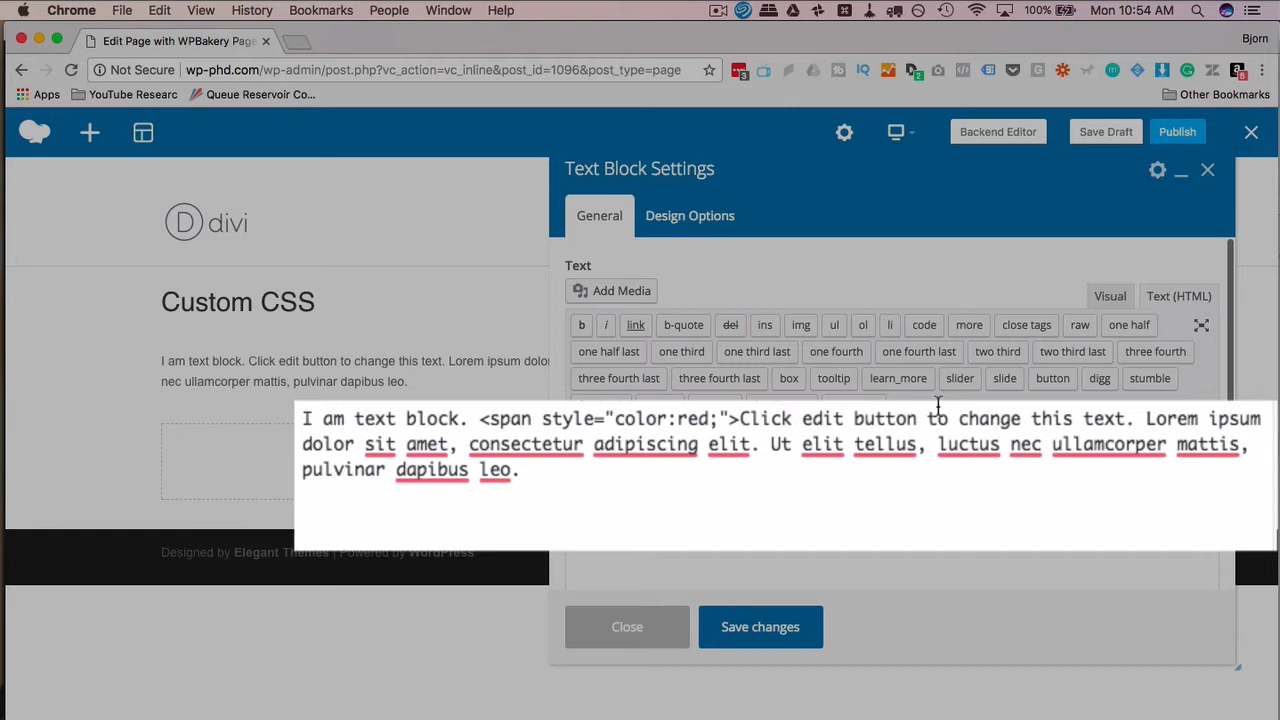 Chrome File Edit View History Bookmarks People Window Help 100% Mon 10:54 AM
Edit Page with WPBakery Page Bjorn
Not Secure wp-phd.com/wp-admin/post.php?vc_action=vc_inline&post_id=1096&post_type=page
Apps YouTube Researc Queue Reservoir Co... Other Bookmarks
Backend Editor Save Draft Publish
Text Block Settings
General Design Options
D divi
Text
Add Media Visual Text (HTML)
Custom CSS
b i link b-quote del ins img ul ol li code more close tags raw one half
one half last one third one third last one fourth one fourth last two third two third last three fourth
I am text block. Click edit button to change this text. Lorem ipsum dolor
nec ullamcorper mattis, pulvinar dapibus leo.
three fourth last three fourth last box tooltip learn_more slider slide button digg stumble
I am text block. <span style="color:red;">Click edit button to change this text. Lorem ipsum
dolor sit amet, consectetur adipiscing elit. Ut elit tellus, luctus nec ullamcorper mattis,
pulvinar dapibus leo.
Designed by Elegant Themes | Powered by WordPress
Close Save changes